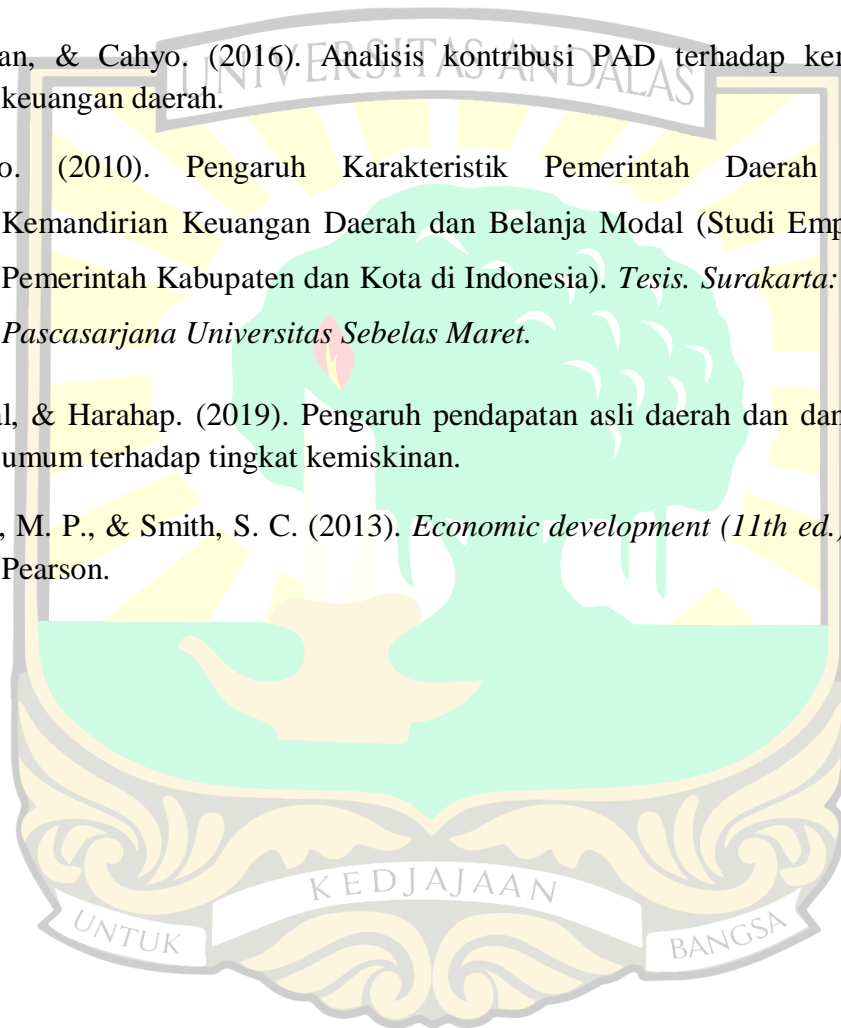 an, & Cahyo. (2016). Analisis kontribusi PAD terhadap ker
keuangan daerah.
UNIVERSITAS ANDALAS
o. (2010). Pengaruh Karakteristik Pemerintah Daerah
Kemandirian Keuangan Daerah dan Belanja Modal (Studi Emp
Pemerintah Kabupaten dan Kota di Indonesia). Tesis. Surakarta:
Pascasarjana Universitas Sebelas Maret.
al, & Harahap. (2019). Pengaruh pendapatan asli daerah dan dan
umum terhadap tingkat kemiskinan.
, M. P., & Smith, S. C. (2013). Economic development (11th ed.)
Pearson.
KEDJAJAAN
UNTUK
BANGSA